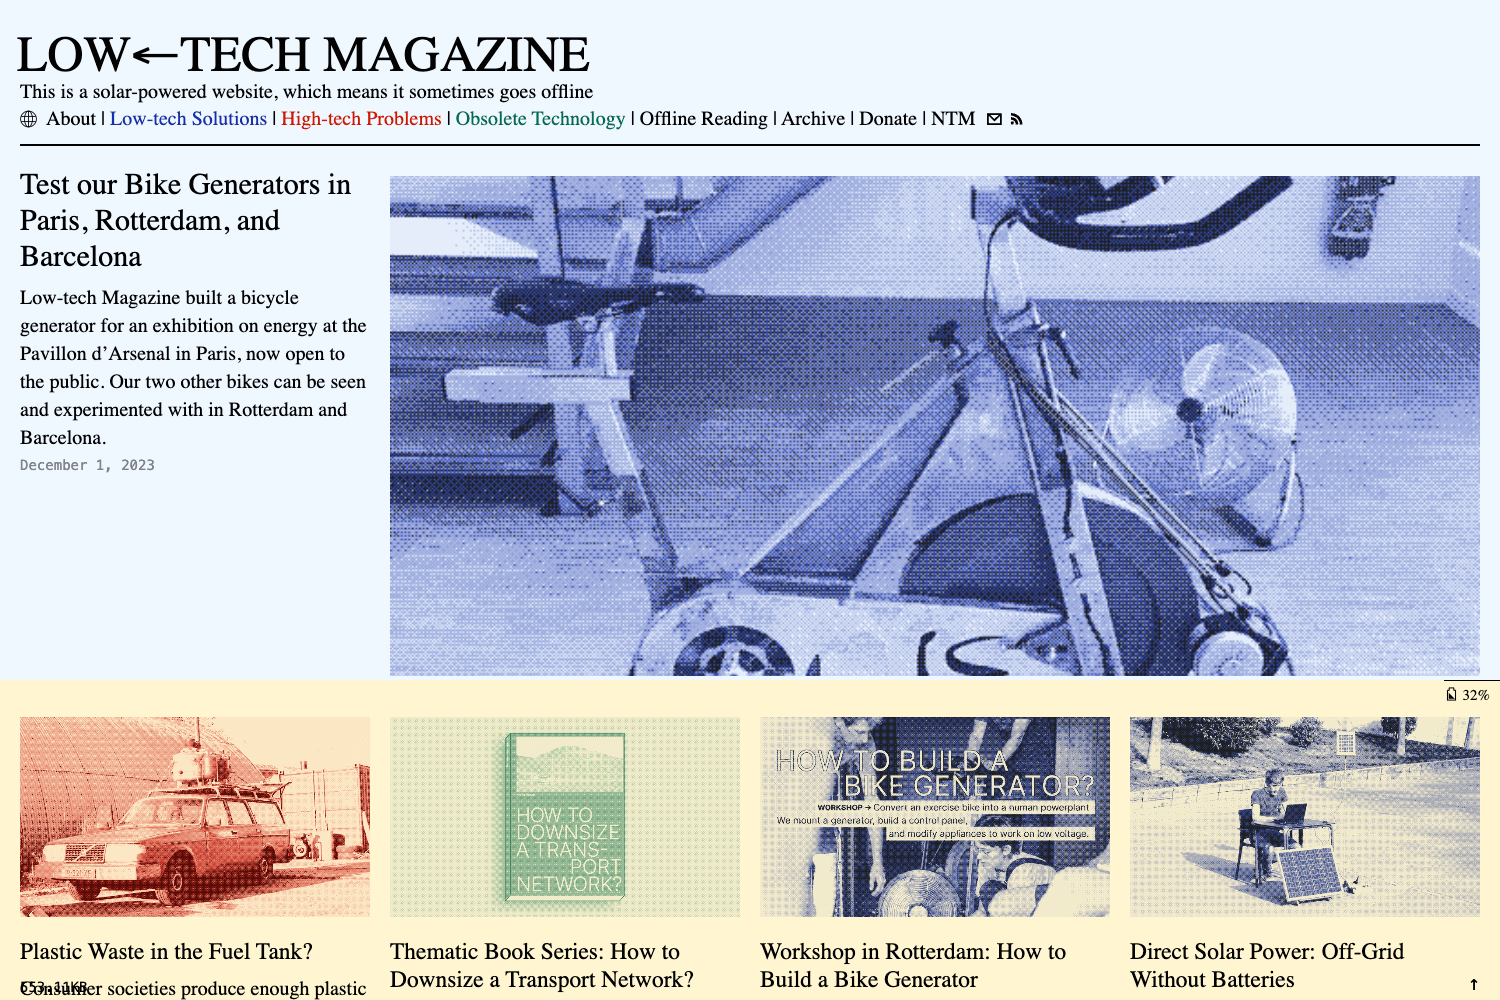 LOW←TECH MAGAZINE
This is a solar-powered website, which means it sometimes goes offline
About | Low-tech Solutions | High-tech Problems | Obsolete Technology | Offline Reading | Archive | Donate | NTM
Test our Bike Generators in
Paris, Rotterdam, and
Barcelona
Low-tech Magazine built a bicycle
generator for an exhibition on energy at the
Pavillon d’Arsenal in Paris, now open to
the public. Our two other bikes can be seen
and experimented with in Rotterdam and
Barcelona.
December 1, 2023
32%
HOW TO
DOWNSIZE
A TRANS-
PORT
NETWORK?
HOW TO BUILD A
BIKE GENERATOR?
WORKSHOP → Convert an exercise bike into a human powerplant
We mount a generator, build a control panel,
and modify appliances to work on low voltage.
Plastic Waste in the Fuel Tank?
Thematic Book Series: How to
Downsize a Transport Network?
Workshop in Rotterdam: How to
Build a Bike Generator
Direct Solar Power: Off-Grid
Without Batteries
Consumer societies produce enough plastic
653.11KB
↑